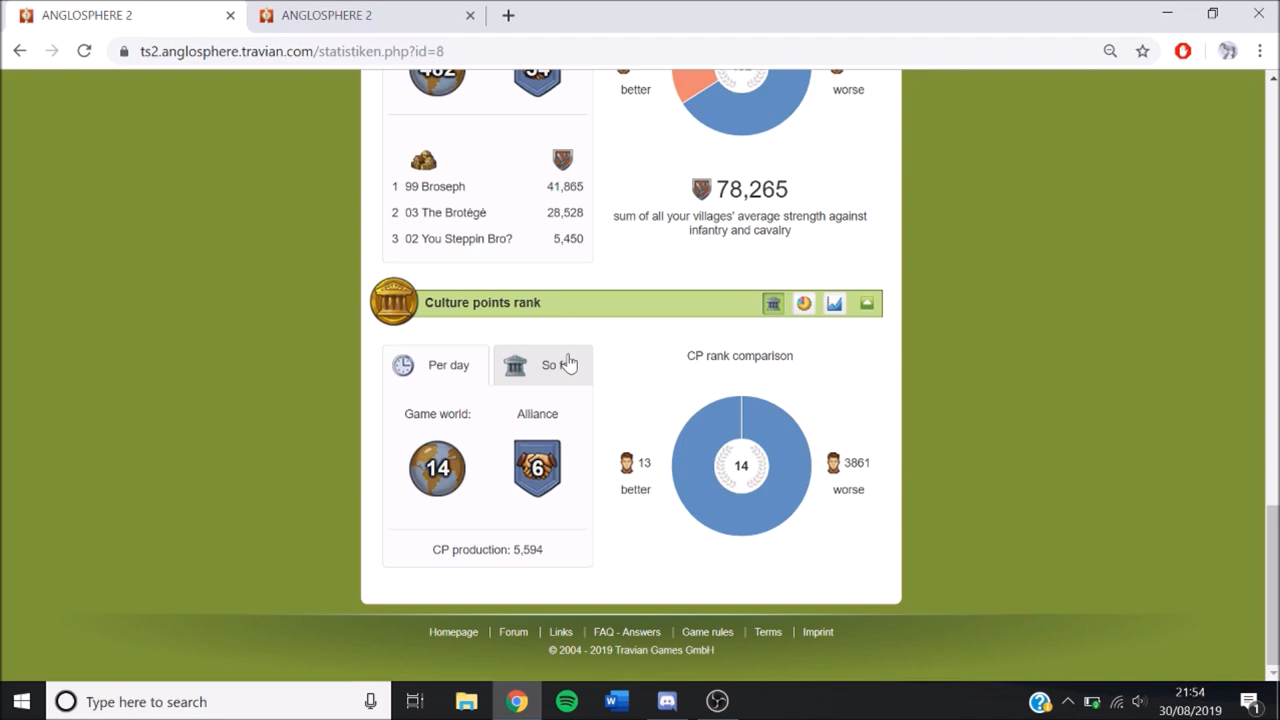 ANGLOSPHERE 2
ANGLOSPHERE 2
ts2.anglosphere.travian.com/statistiken.php?id=8
better
worse
1 99 Broseph 41,865
2 03 The Brotégé 28,528
3 02 You Steppin Bro? 5,450
78,265
sum of all your villages' average strength against
infantry and cavalry
Culture points rank
Per day
So
CP rank comparison
Game world:
Alliance
14
6
13
better
14
3861
worse
CP production: 5,594
Homepage | Forum | Links | FAQ - Answers | Game rules | Terms | Imprint
© 2004 - 2019 Travian Games GmbH
Type here to search
21:54
30/08/2019
1